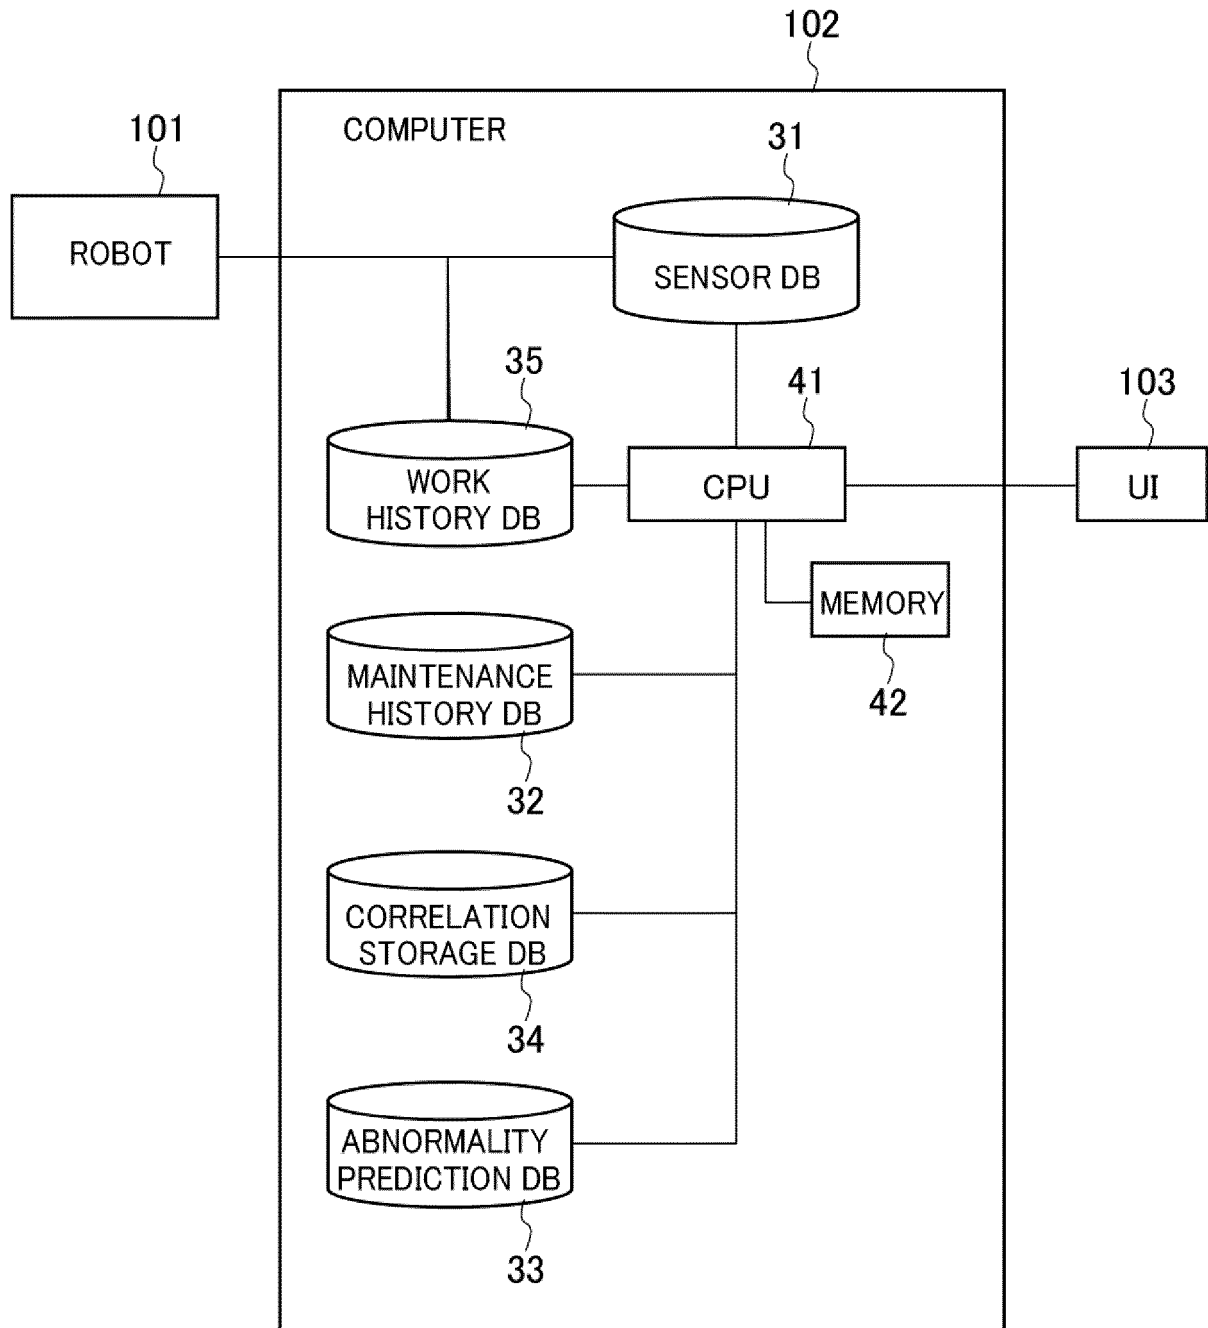 102
101
COMPUTER
31
ROBOT
SENSOR DB
35
41
103
WORK
HISTORY DB
CPU
UI
MEMORY
42
MAINTENANCE
HISTORY DB
32
CORRELATION
STORAGE DB
34
ABNORMALITY
PREDICTION DB
33